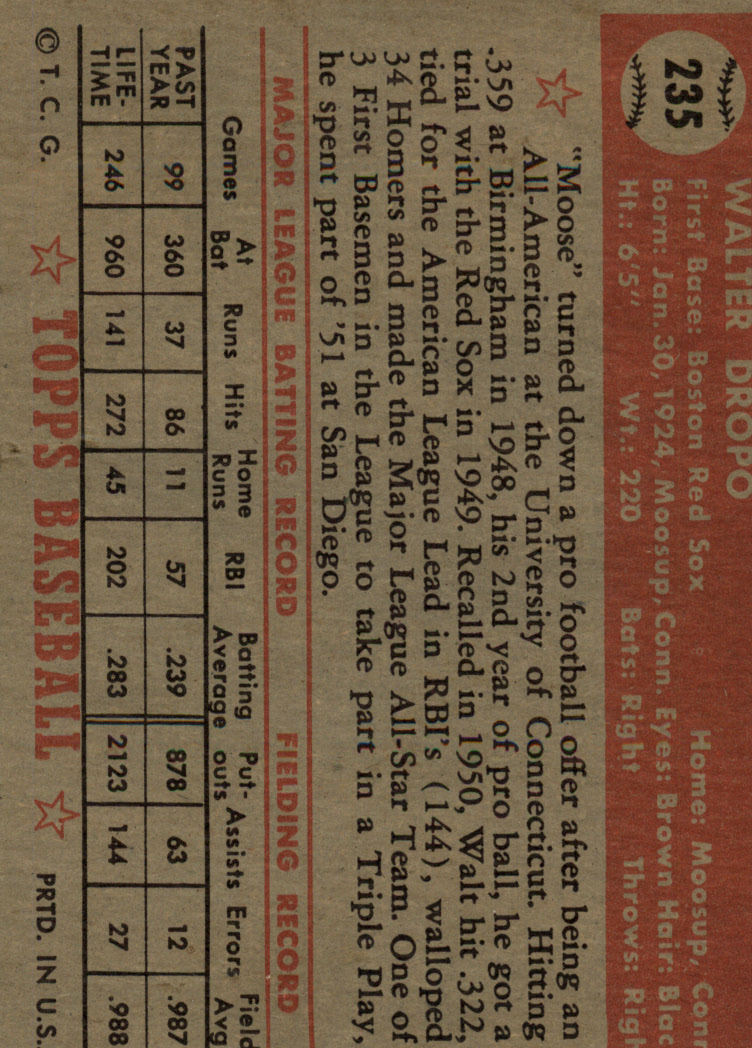 235
WALTER DROPO
First Base: Boston Red Sox Home: Moosup, Conn
Born: Jan. 30, 1924, Moosup, Conn. Eyes: Brown Hair: Blac
Ht.: 6'5" Wt.: 220 Bats: Right Throws: Righ
"Moose" turned down a pro football offer after being an
All-American at the University of Connecticut. Hitting
.359 at Birmingham in 1948, his 2nd year of pro ball, he got a
trial with the Red Sox in 1949. Recalled in 1950, Walt hit .322,
tied for the American League Lead in RBI's (144), walloped
34 Homers and made the Major League All-Star Team. One of
3 First Basemen in the League to take part in a Triple Play,
he spent part of '51 at San Diego.
MAJOR LEAGUE BATTING RECORD FIELDING RECORD
Games At Bat Runs Hits Home Runs RBI Batting Average Put-outs Assists Errors Field Avg
PAST YEAR 99 360 37 86 11 57 .239 878 63 12 .987
LIFE-TIME 246 960 141 272 45 202 .283 2123 144 27 .988
© T. C. G. TOPPS BASEBALL PRTD. IN U.S.